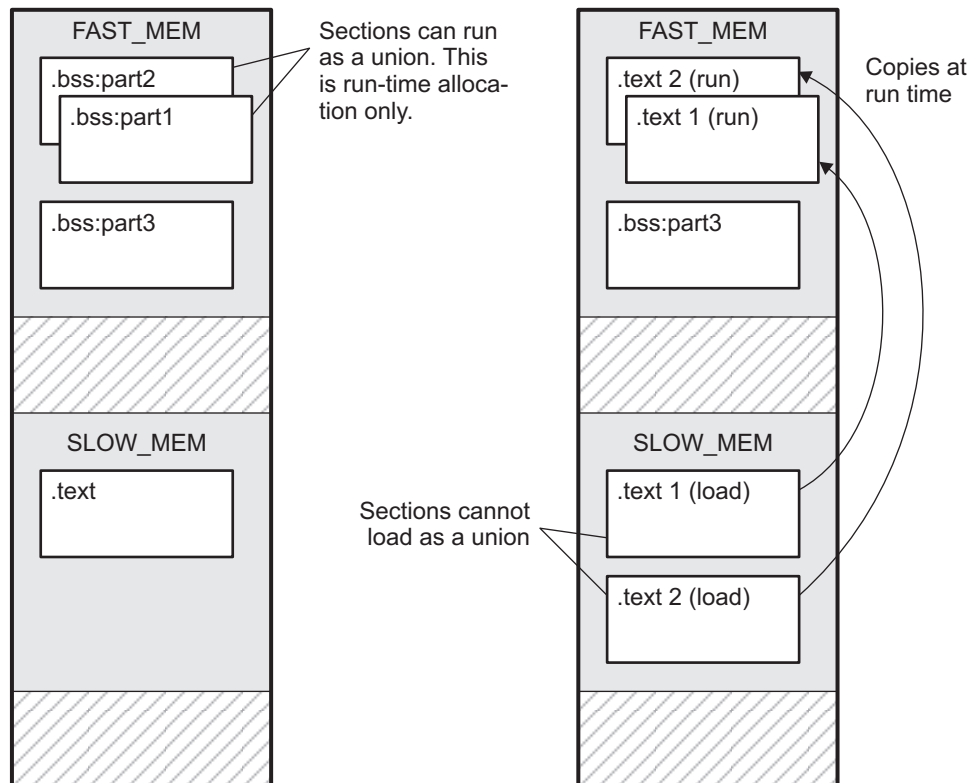 FAST_MEM
.bss:part2
.bss:part1
.bss:part3
SLOW_MEM
.text
Sections can run
as a union. This
is run-time alloca-
tion only.
FAST_MEM
.text 2 (run)
.text 1 (run)
.bss:part3
Copies at
run time
SLOW_MEM
.text 1 (load)
.text 2 (load)
Sections cannot
load as a union